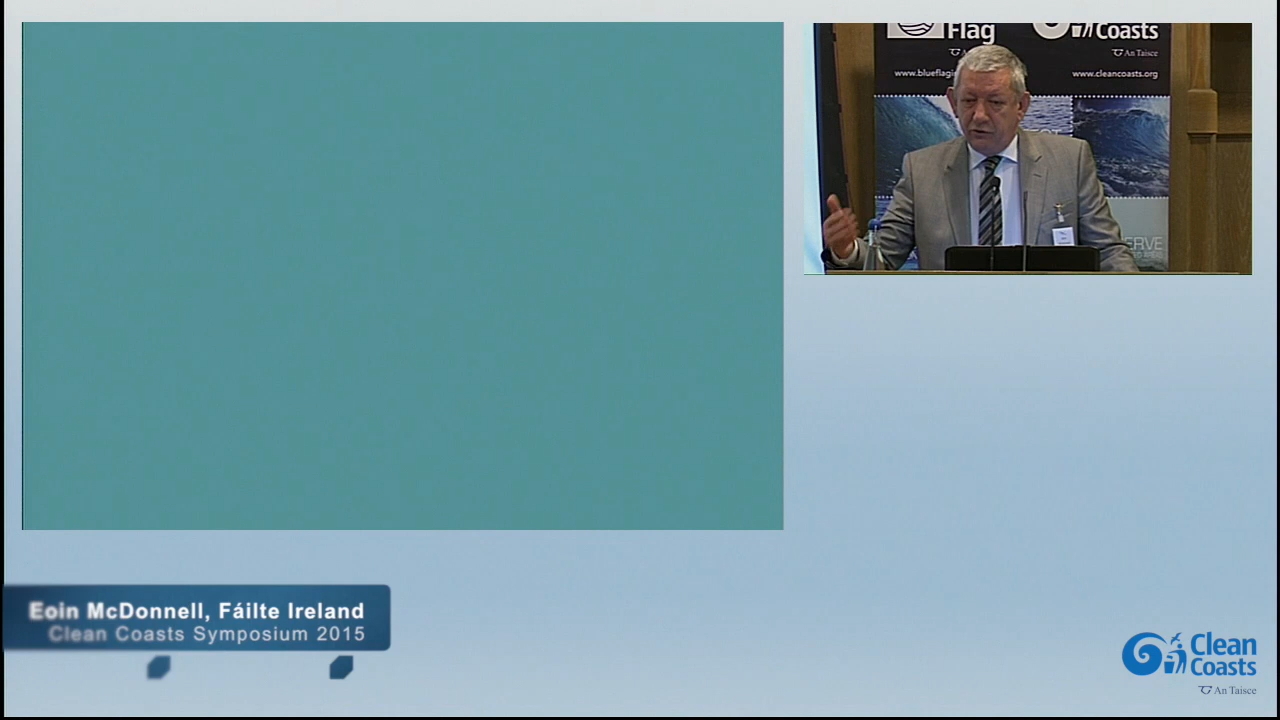 Flag
Coasts
An Taisce
www.blueflagi
www.cleancoasts.org
ERVE
Eoin McDonnell, Fáilte Ireland
Clean Coasts Symposium 2015
Clean
Coasts
An Taisce